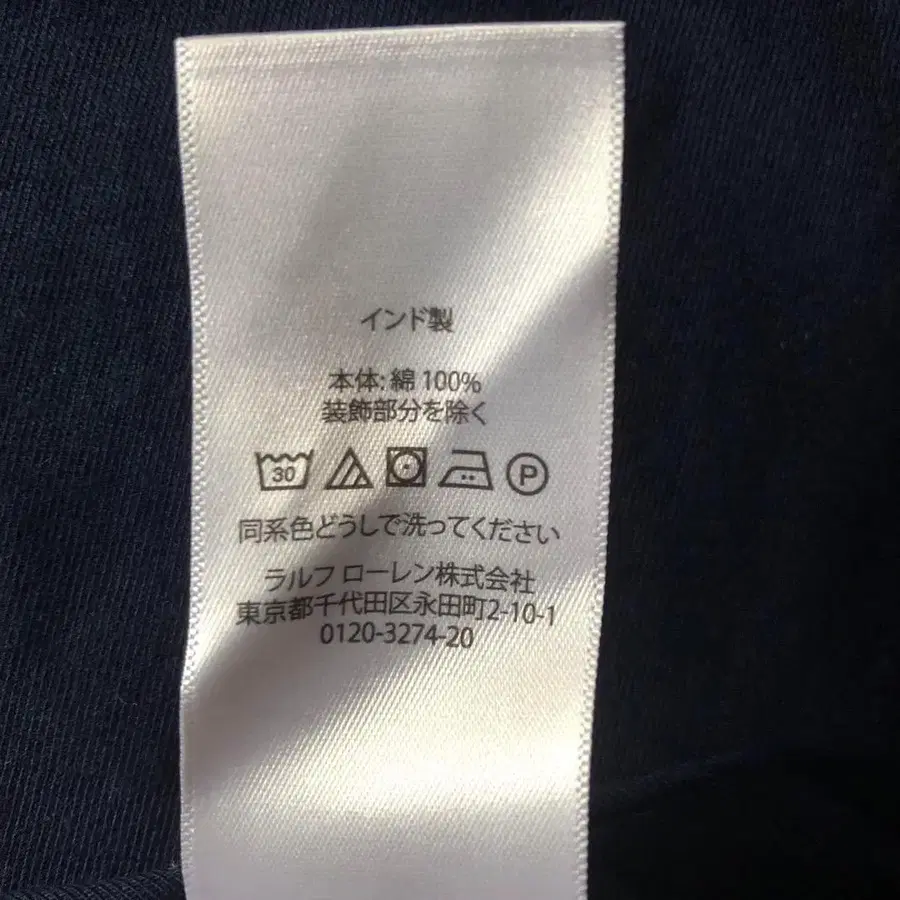 インド製
本体: 綿 100%
装飾部分を除く
30 P
同系色どうしで洗ってください
ラルフ ローレン株式会社
東京都千代田区永田町2-10-1
0120-3274-20